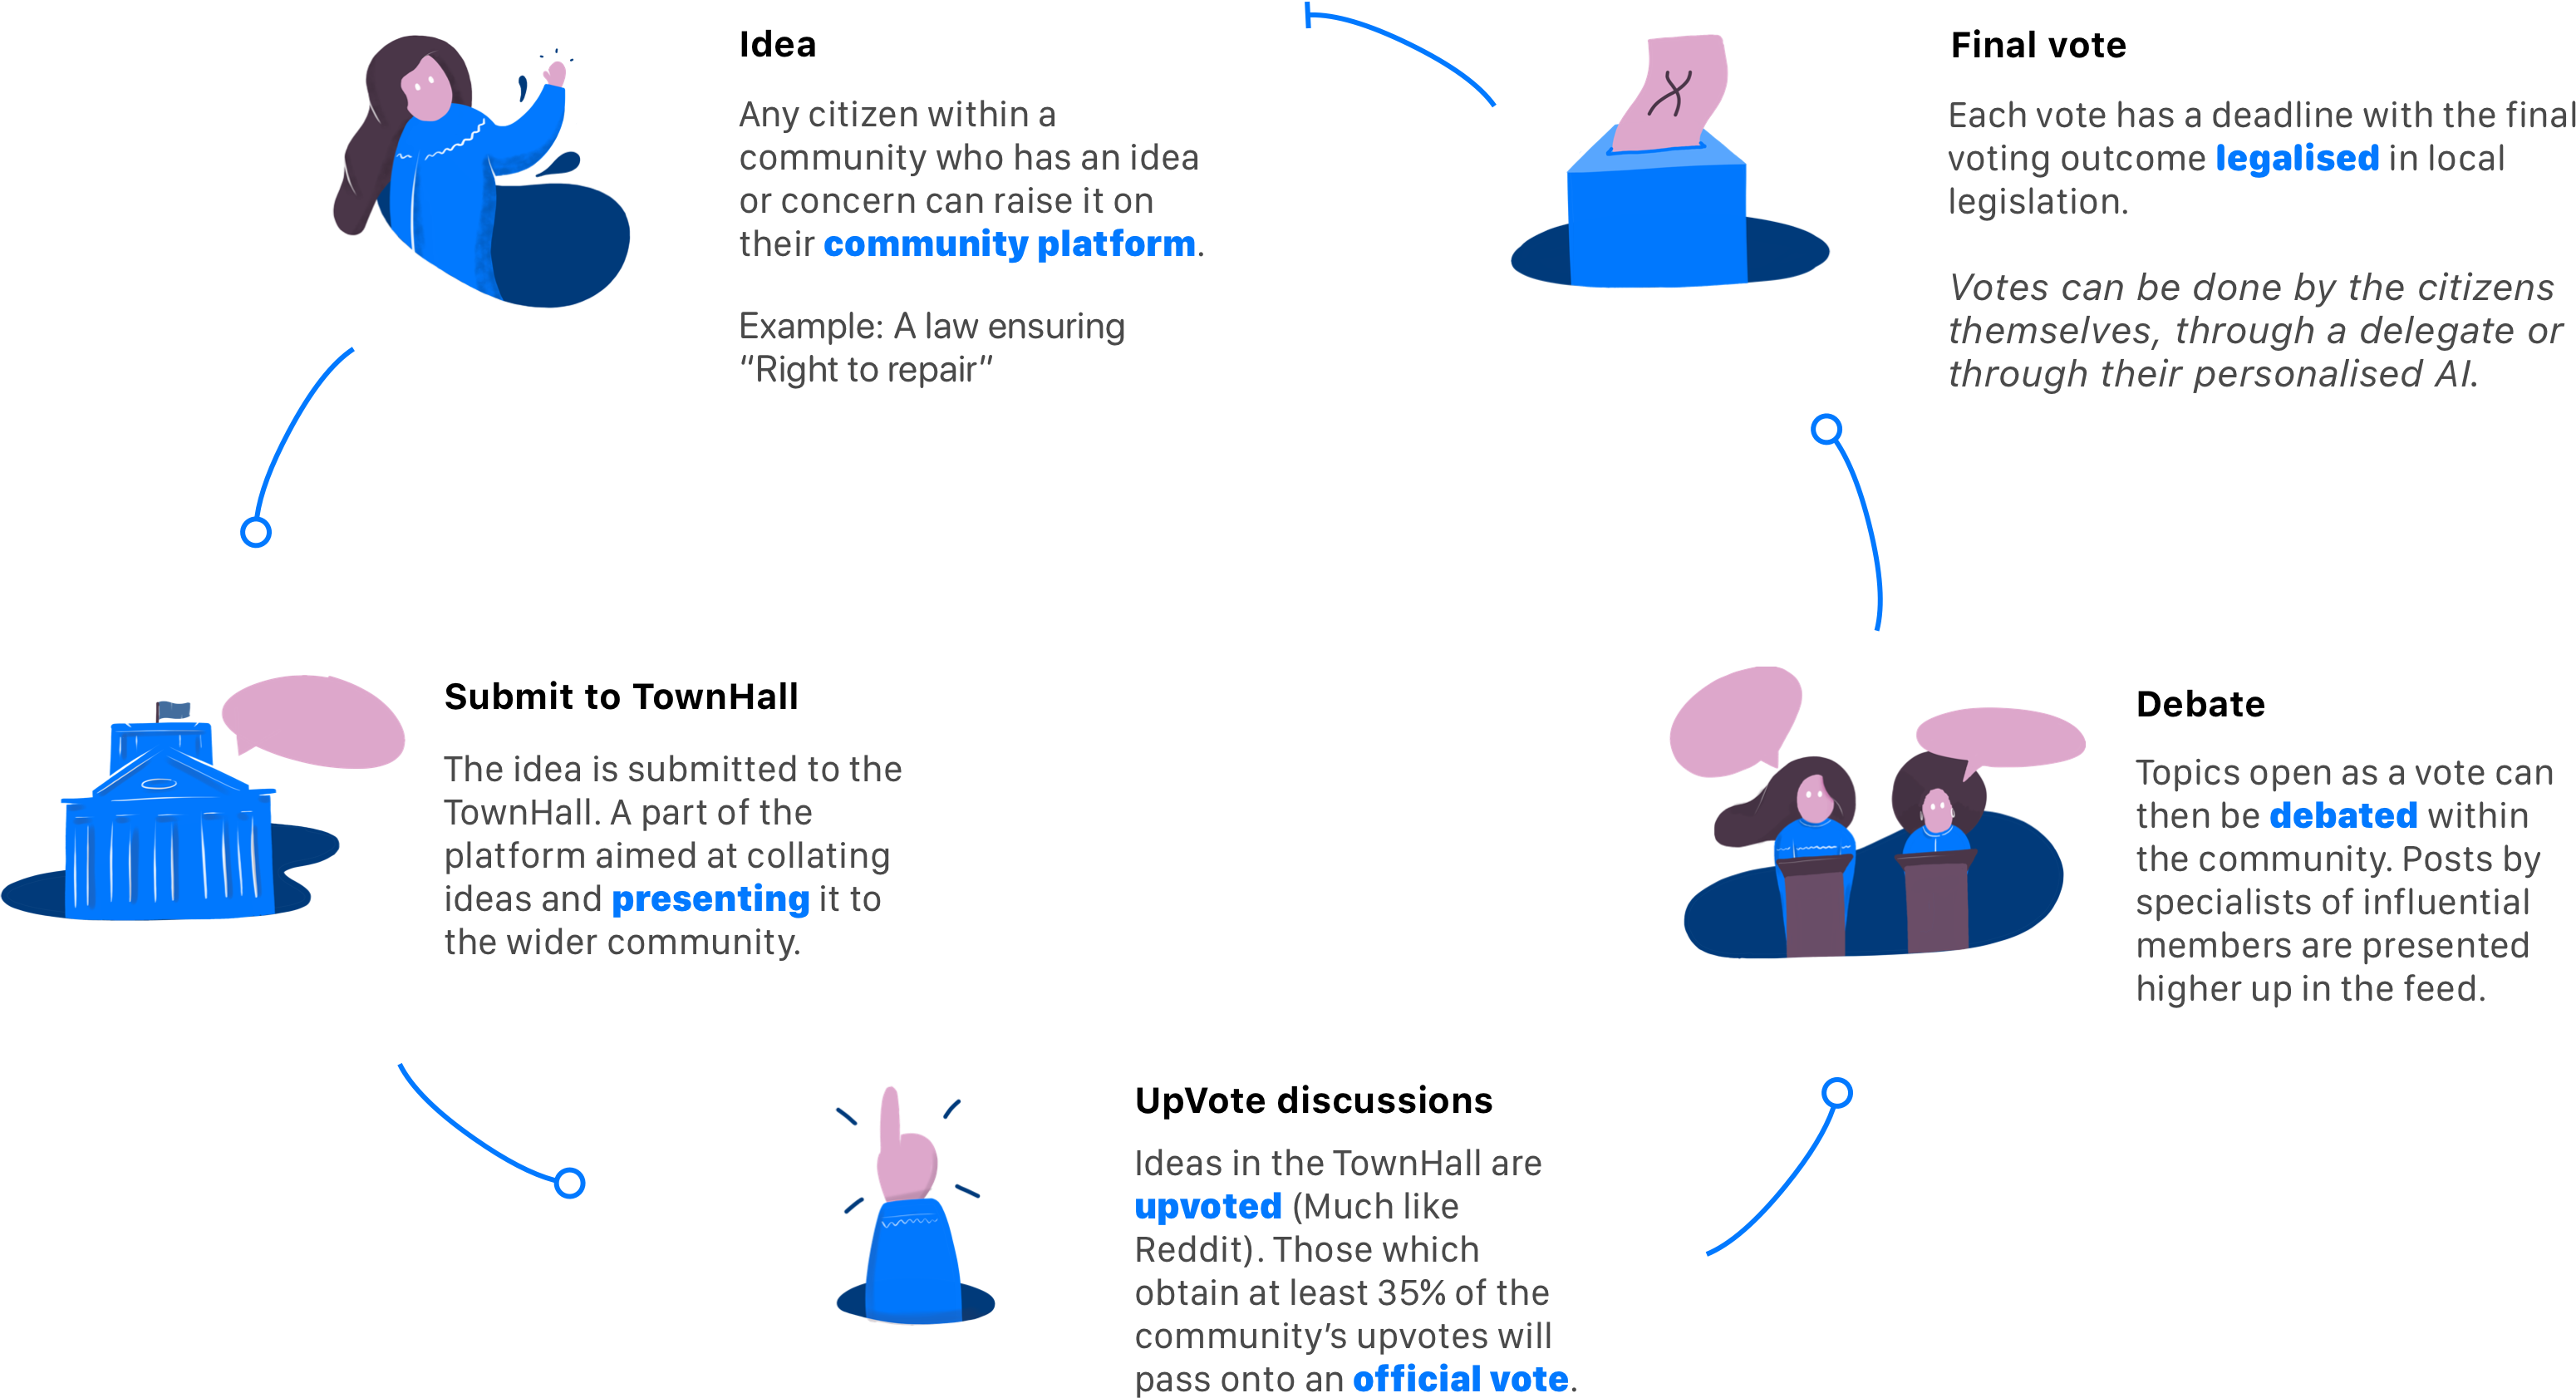 Idea
Any citizen within a
community who has an idea
or concern can raise it on
their community platform.
Example: A law ensuring
“Right to repair”
Submit to TownHall
The idea is submitted to the
TownHall. A part of the
platform aimed at collating
ideas and presenting it to
the wider community.
UpVote discussions
Ideas in the TownHall are
upvoted (Much like
Reddit). Those which
obtain at least 35% of the
community’s upvotes will
pass onto an official vote.
Debate
Topics open as a vote can
then be debated within
the community. Posts by
specialists of influential
members are presented
higher up in the feed.
Final vote
Each vote has a deadline with the final
voting outcome legalised in local
legislation.
Votes can be done by the citizens
themselves, through a delegate or
through their personalised AI.